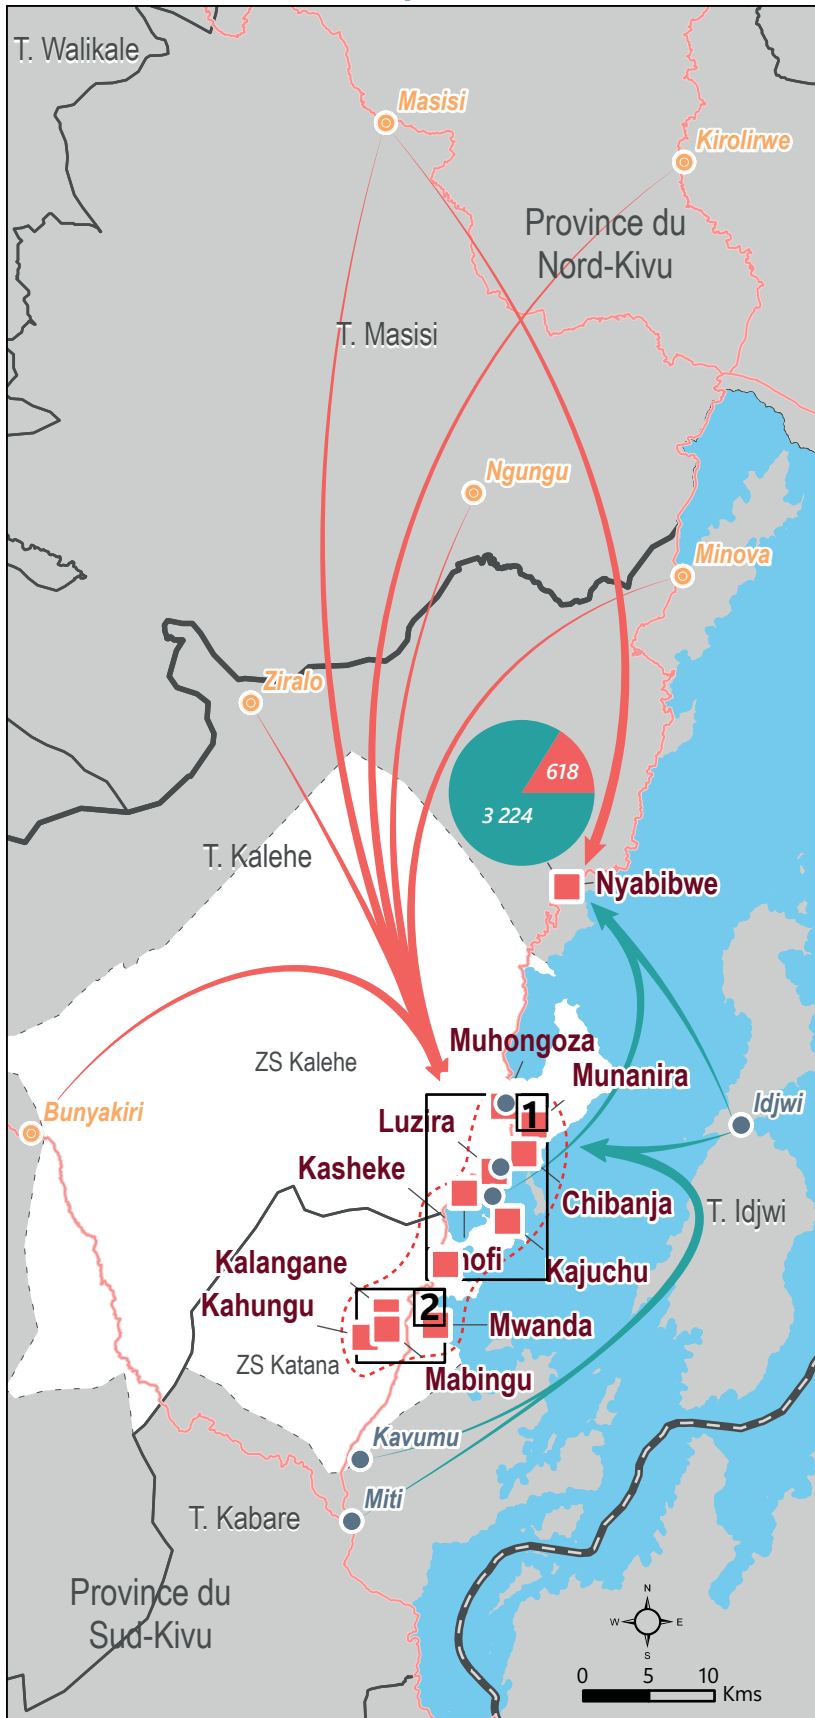 T. Walikale
Masisi
Kirolirwe
Province du
Nord-Kivu
T. Masisi
Ngungu
Minova
Ziralo
618
3 224
T. Kalehe
Nyabibwe
Muhongoza
ZS Kalehe
Munanira
Idjwi
Bunyakiri
1
Luzira
Kasheke
Chibanja
T. Idjwi
Kalangane
Kajuchu
Kahungu
2
Mwanda
ZS Katana
Mabingu
Kavumu
Miti
T. Kabare
Province du
Sud-Kivu
N
W E
S
0 5 10
Kms